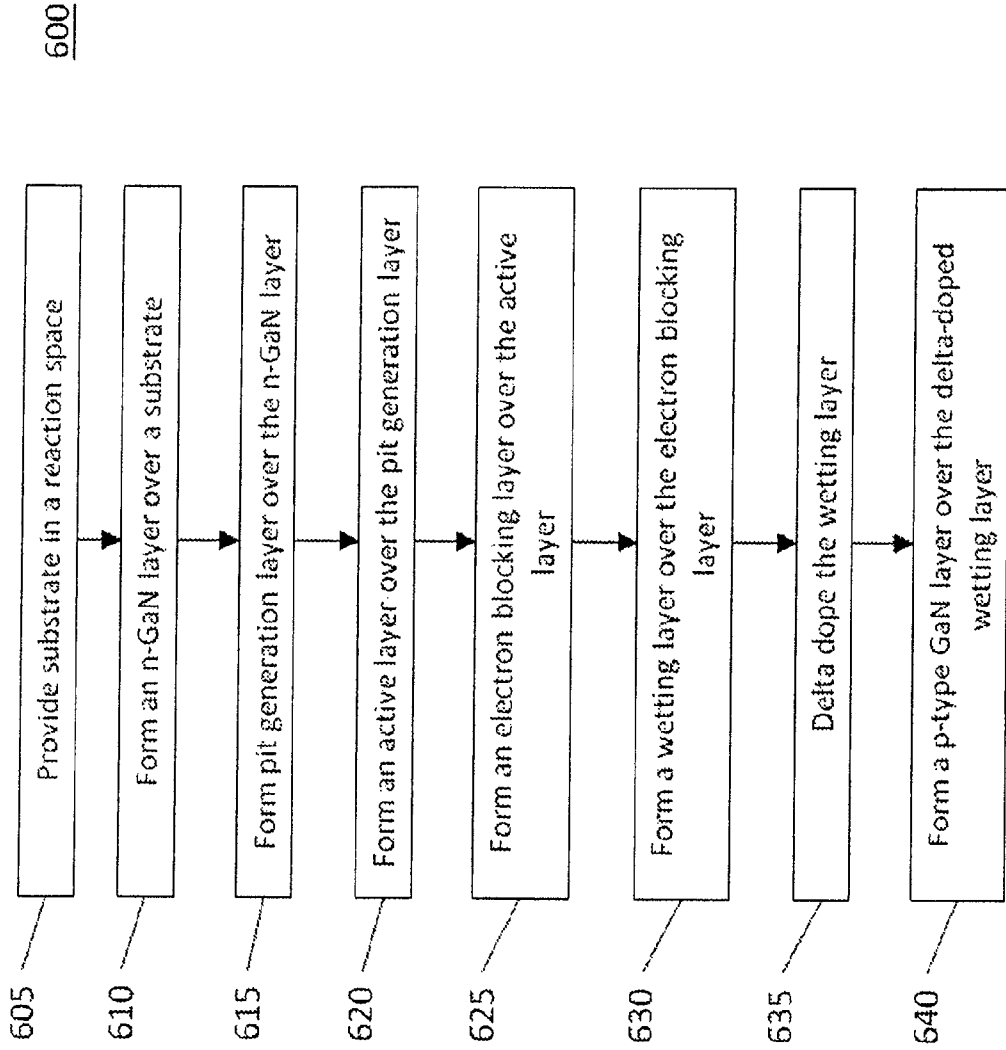 600
605
Provide substrate in a reaction space
610
Form an n-GaN layer over a substrate
615
Form pit generation layer over the n-GaN layer
620
Form an active layer over the pit generation layer
625
Form an electron blocking layer over the active
layer
630
Form a wetting layer over the electron blocking
layer
635
Delta dope the wetting layer
640
Form a p-type GaN layer over the delta-doped
wetting layer